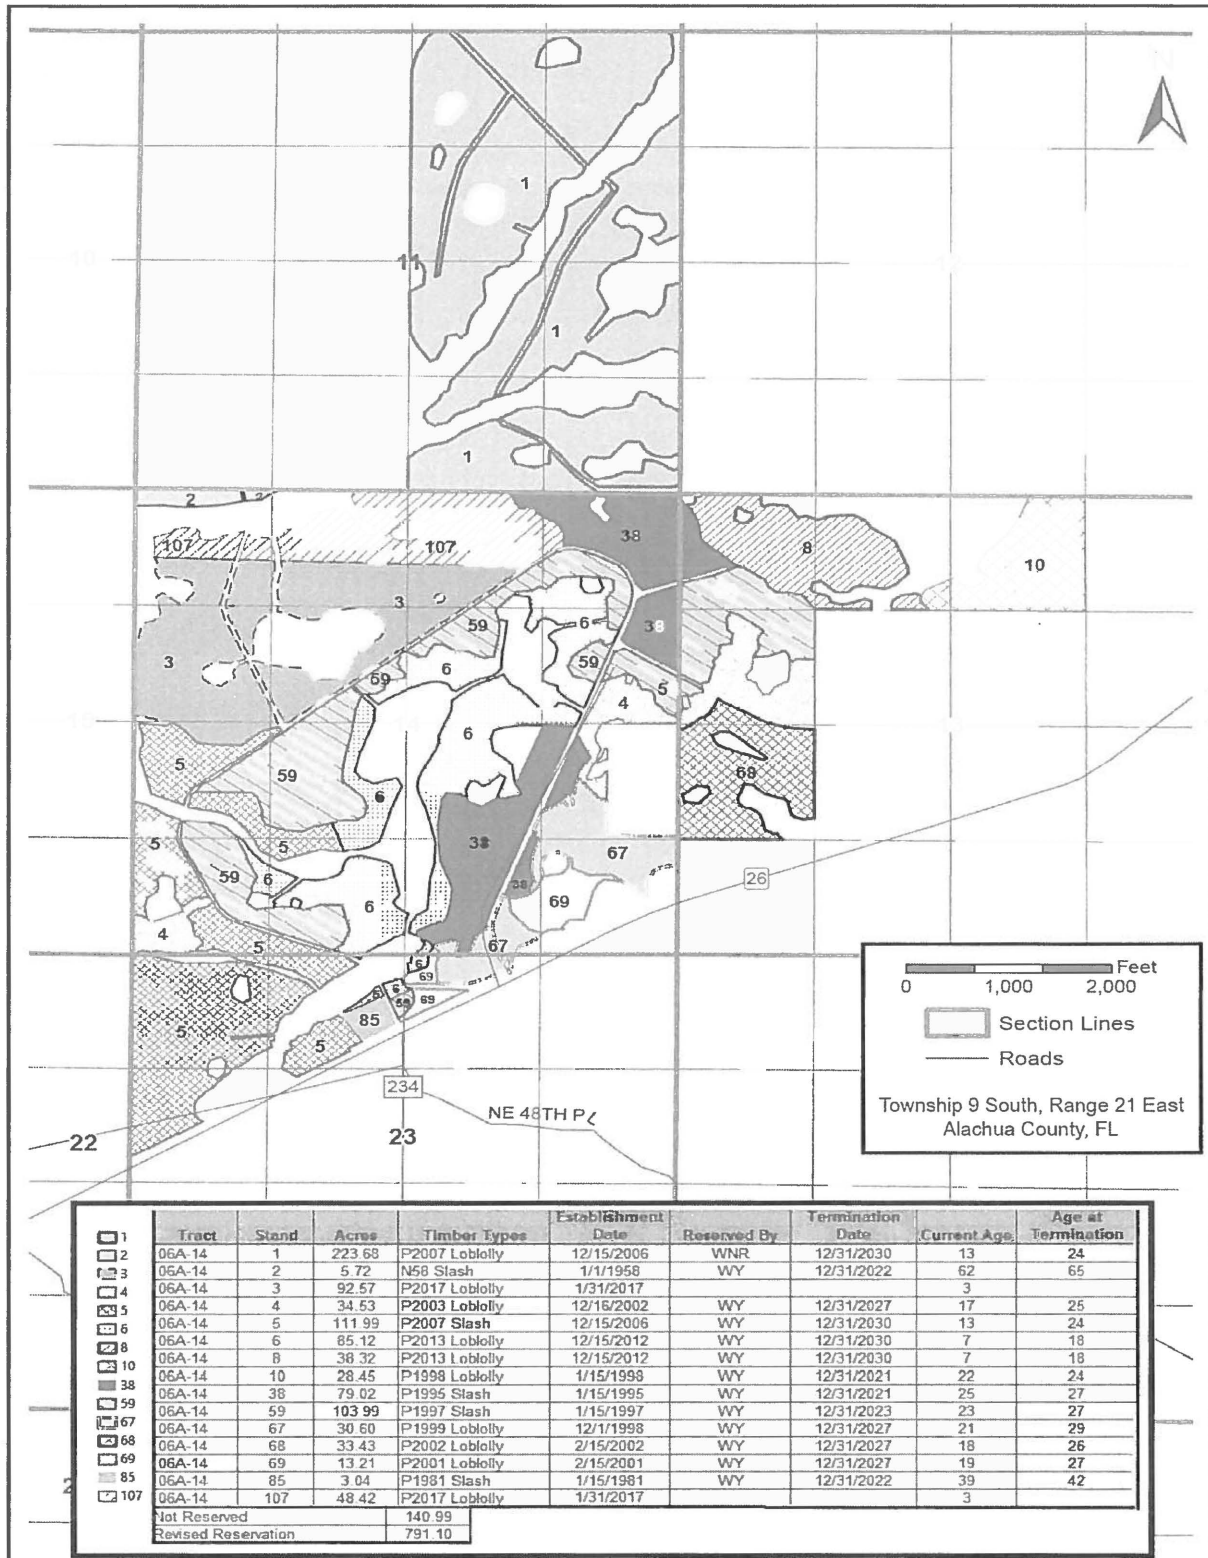 1
11
1
1
2 2
38
8
107 107
10
3
38
6
59
3
59
6
59
5
4
6
5
59
68
6
38
5
5
67
38
26
59
6
69
6
4
5
67
6
69
6
59
69
85
5
5
Feet
0 1,000 2,000
Section Lines
Roads
Township 9 South, Range 21 East
Alachua County, FL
234
NE 48TH PL
22
23
1
2
3
4
5
6
8
10
38
59
67
68
69
85
107
Tract Stand Acres Timber Types Establishment Date Reserved By Termination Date Current Age Age at Termination
06A-14 1 223.68 P2007 Loblolly 12/15/2006 WNR 12/31/2030 13 24
06A-14 2 5.72 N58 Slash 1/1/1958 WY 12/31/2022 62 65
06A-14 3 92.57 P2017 Loblolly 1/31/2017 3
06A-14 4 34.53 P2003 Loblolly 12/16/2002 WY 12/31/2027 17 25
06A-14 5 111.99 P2007 Slash 12/15/2006 WY 12/31/2030 13 24
06A-14 6 85.12 P2013 Loblolly 12/15/2012 WY 12/31/2030 7 18
06A-14 8 38.32 P2013 Loblolly 12/15/2012 WY 12/31/2030 7 18
06A-14 10 28.45 P1998 Loblolly 1/15/1998 WY 12/31/2021 22 24
06A-14 38 79.02 P1995 Slash 1/15/1995 WY 12/31/2021 25 27
06A-14 59 103.99 P1997 Slash 1/15/1997 WY 12/31/2023 23 27
06A-14 67 30.60 P1999 Loblolly 12/1/1998 WY 12/31/2027 21 29
06A-14 68 33.43 P2002 Loblolly 2/15/2002 WY 12/31/2027 18 26
06A-14 69 13.21 P2001 Loblolly 2/15/2001 WY 12/31/2027 19 27
06A-14 85 3.04 P1981 Slash 1/15/1981 WY 12/31/2022 39 42
06A-14 107 48.42 P2017 Loblolly 1/31/2017 3
Not Reserved 140.99
Revised Reservation 791.10